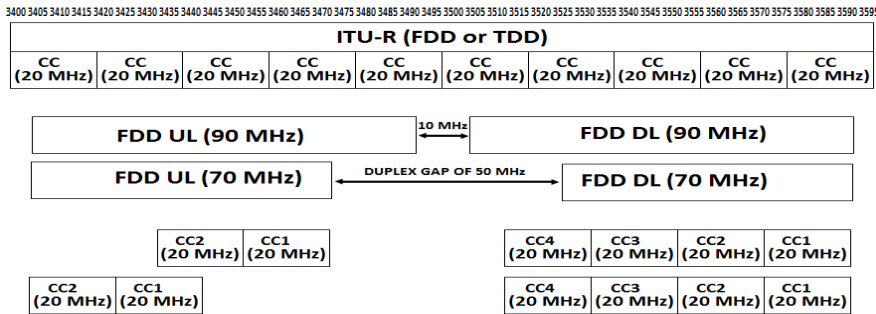 3400 3405 3410 3415 3420 3425 3430 3435 3440 3445 3450 3455 3460 3465 3470 3475 3480 3485 3490 3495 3500 3505 3510 3515 3520 3525 3530 3535 3540 3545 3550 3555 3560 3565 3570 3575 3580 3585 3590 3595
ITU-R (FDD or TDD)
CC CC CC CC CC CC CC CC CC CC
(20 MHz) (20 MHz) (20 MHz) (20 MHz) (20 MHz) (20 MHz) (20 MHz) (20 MHz) (20 MHz) (20 MHz)
FDD UL (90 MHz) 10 MHz FDD DL (90 MHz)
FDD UL (70 MHz) DUPLEX GAP OF 50 MHz FDD DL (70 MHz)
CC2 CC1 CC4 CC3 CC2 CC1
(20 MHz) (20 MHz) (20 MHz) (20 MHz) (20 MHz) (20 MHz)
CC2 CC1 CC4 CC3 CC2 CC1
(20 MHz) (20 MHz) (20 MHz) (20 MHz) (20 MHz) (20 MHz)